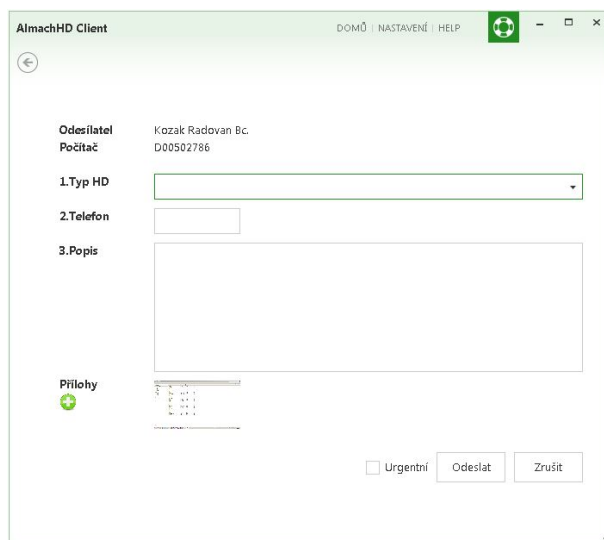 AlmachHD Client
DOMŮ | NASTAVENÍ | HELP
Odesílatel Kozak Radovan Bc.
Počítač D00502786
1.Typ HD
2.Telefon
3.Popis
Přílohy
Urgentní Odeslat Zrušit